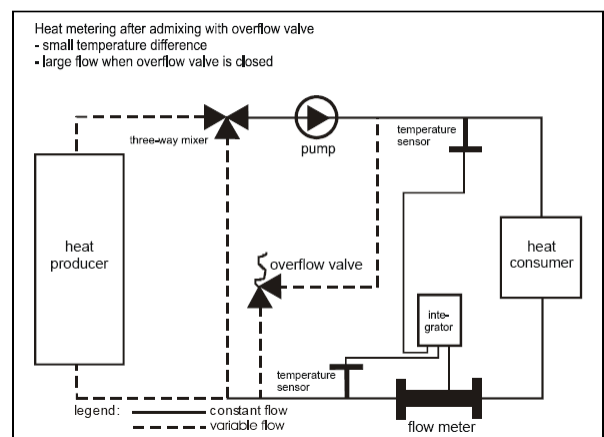 Heat metering after admixing with overflow valve
- small temperature difference
- large flow when overflow valve is closed
three-way mixer
pump
temperature
sensor
heat
producer
overflow valve
heat
consumer
inte-
grator
temperature
sensor
flow meter
legend:
constant flow
variable flow